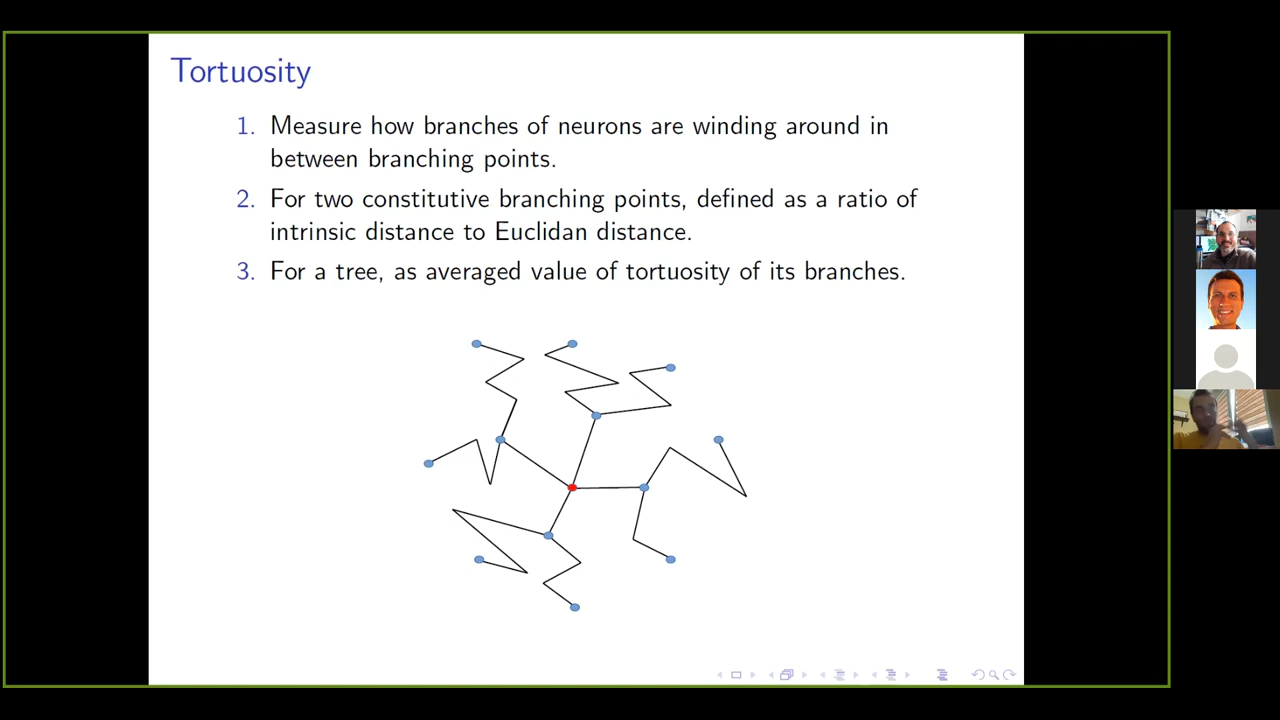 Tortuosity
1. Measure how branches of neurons are winding around in
between branching points.
2. For two constitutive branching points, defined as a ratio of
intrinsic distance to Euclidan distance.
3. For a tree, as averaged value of tortuosity of its branches.